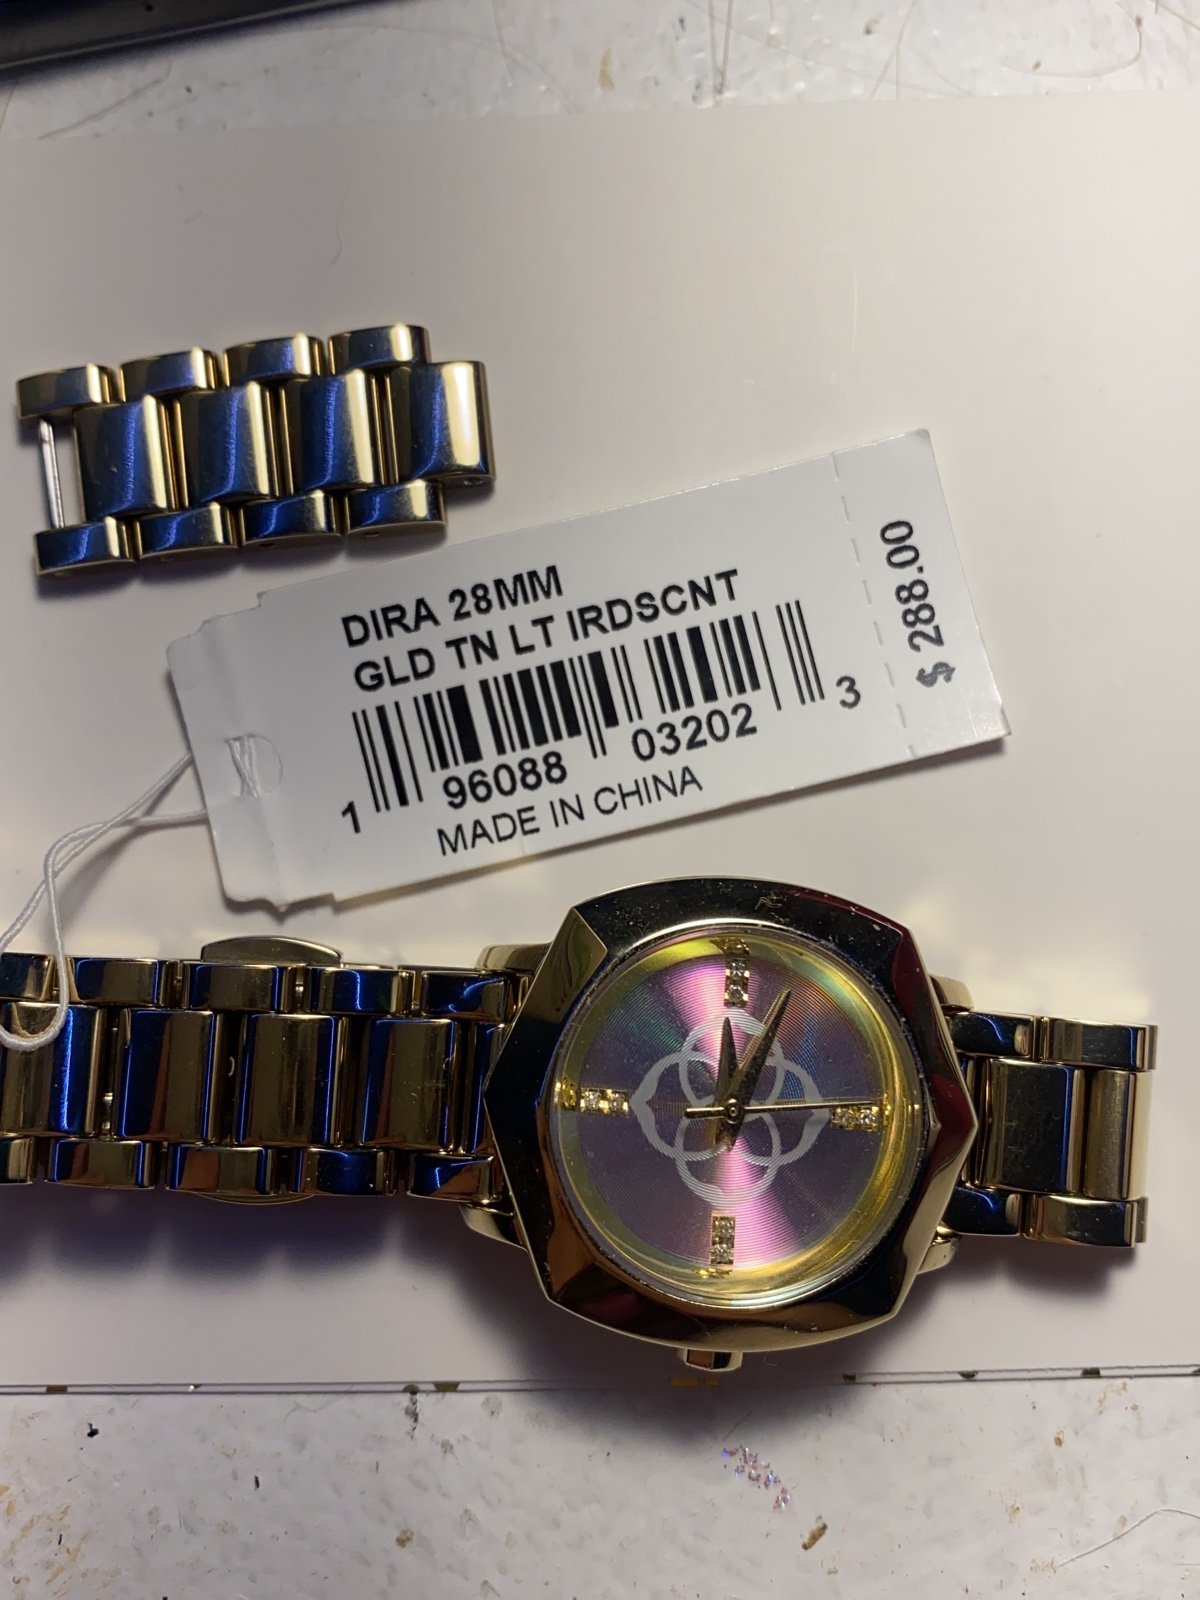 DIRA 28MM
GLD TN LT IRDSCNT
1 96088 03202 3
MADE IN CHINA
$ 288.00